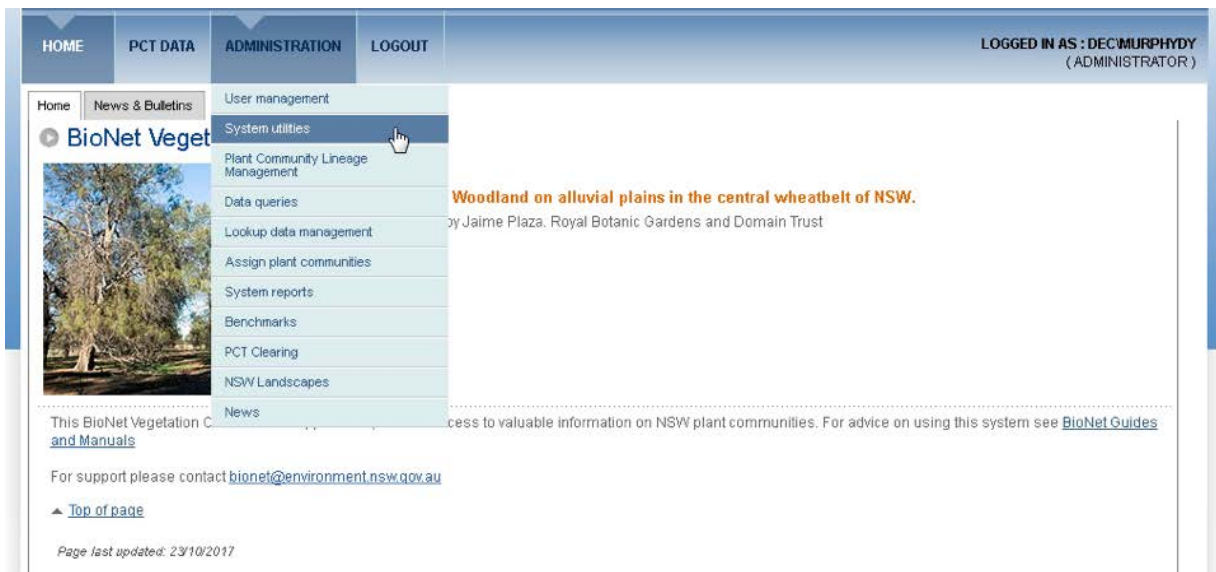 HOME PCT DATA ADMINISTRATION LOGOUT LOGGED IN AS : DEC\MURPHYDY
( ADMINISTRATOR )
Home News & Bulletins
User management
BioNet Veget
System utilities
Plant Community Lineage
Management
Data queries
Woodland on alluvial plains in the central wheatbelt of NSW.
by Jaime Plaza. Royal Botanic Gardens and Domain Trust
Lookup data management
Assign plant communities
System reports
Benchmarks
PCT Clearing
NSW Landscapes
News
This BioNet Vegetation C cess to valuable information on NSW plant communities. For advice on using this system see BioNet Guides
and Manuals
For support please contact bionet@environment.nsw.gov.au
Top of page
Page last updated: 23/10/2017